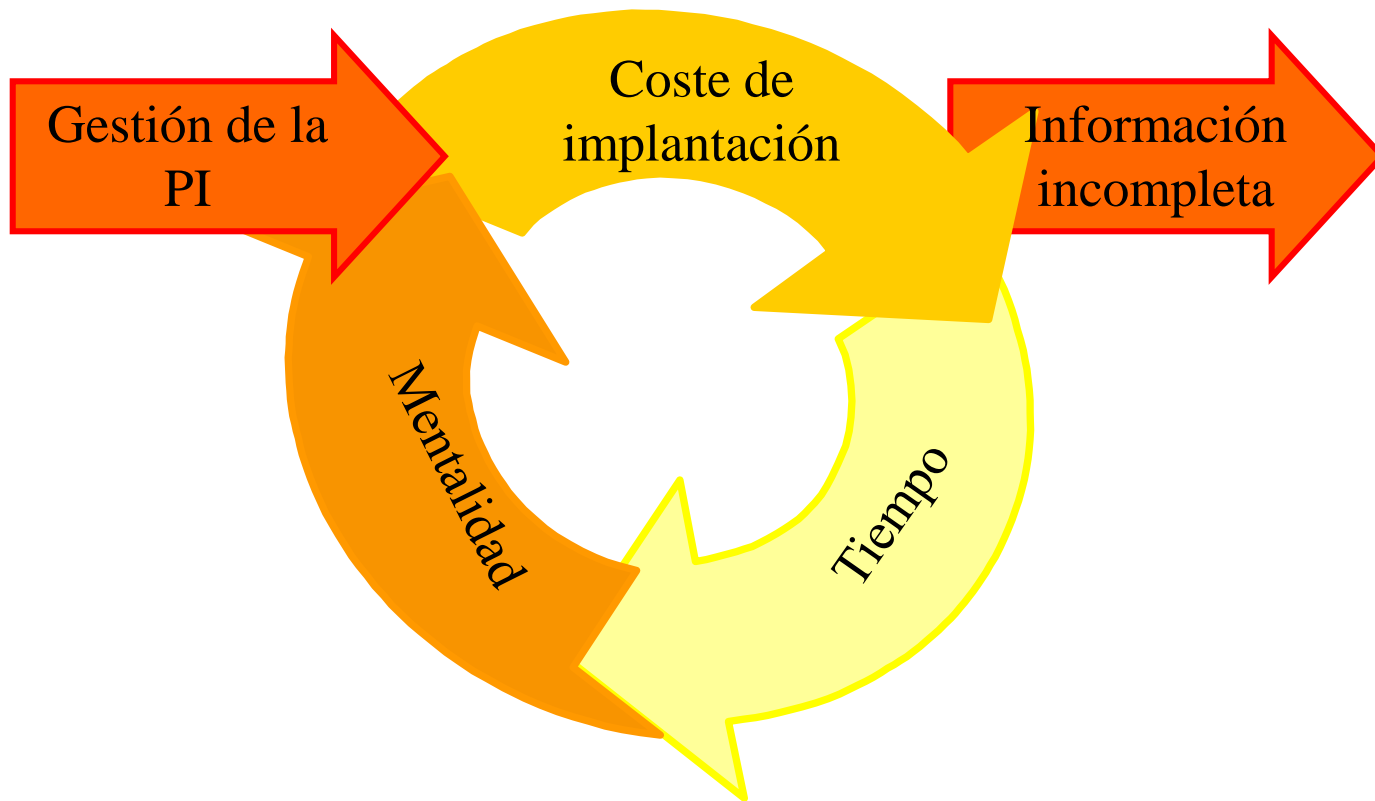 Gestión de la
PI
Coste de
implantación
Información
incompleta
Mentalidad
Tiempo